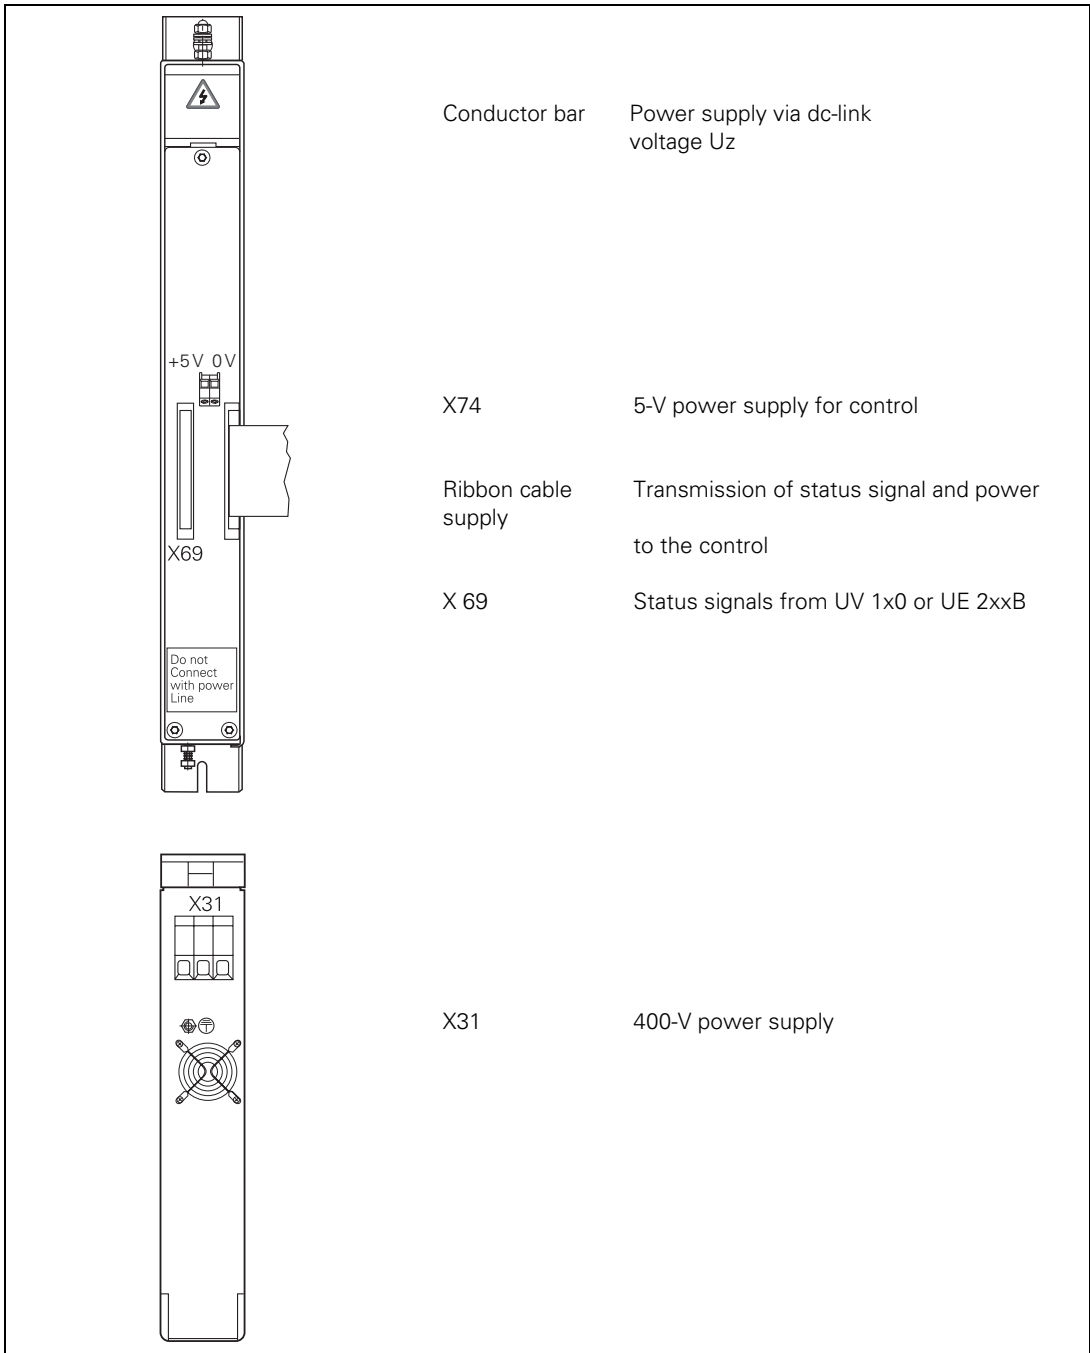 Conductor bar Power supply via dc-link
voltage Uz
+5V 0V
X74 5-V power supply for control
Ribbon cable Transmission of status signal and power
supply
to the control
X69
X 69 Status signals from UV 1x0 or UE 2xxB
Do not
Connect
with power
Line
X31
X31 400-V power supply